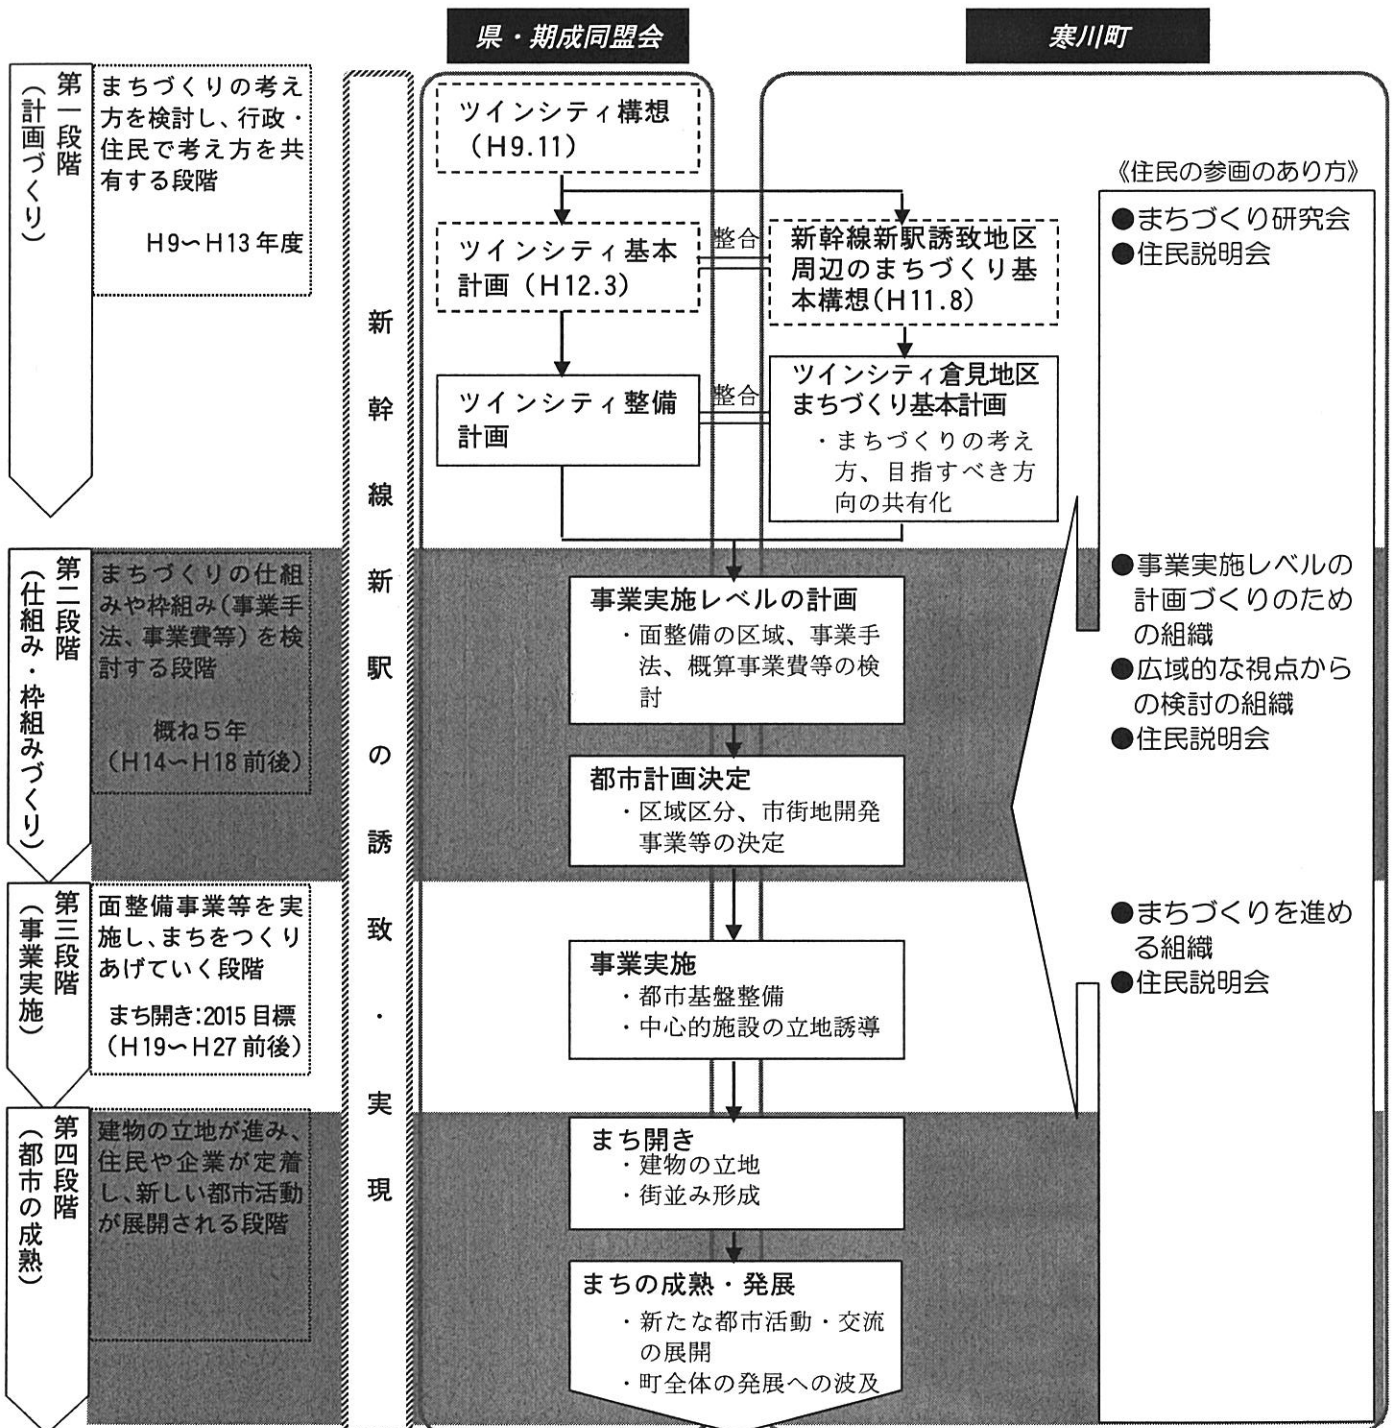 県・期成同盟会
寒川町
第一段階
（計画づくり）
まちづくりの考え
方を検討し、行政・
住民で考え方を共
有する段階
H9～H13年度
新幹線新駅の誘致・実現
ツインシティ構想
（H9.11）
ツインシティ基本
計画（H12.3）
整合
新幹線新駅誘致地区
周辺のまちづくり基
本構想（H11.8）
ツインシティ整備
計画
整合
ツインシティ倉見地区
まちづくり基本計画
・まちづくりの考え
方、目指すべき方
向の共有化
《住民の参画のあり方》
●まちづくり研究会
●住民説明会
第二段階
（仕組み・枠組みづくり）
まちづくりの仕組
みや枠組み（事業手
法、事業費等）を検
討する段階
概ね５年
（H14～H18前後）
事業実施レベルの計画
・面整備の区域、事業手
法、概算事業費等の検
討
都市計画決定
・区域区分、市街地開発
事業等の決定
●事業実施レベルの
計画づくりのため
の組織
●広域的な視点から
の検討の組織
●住民説明会
第三段階
（事業実施）
面整備事業等を実
施し、まちをつくり
あげていく段階
まち開き：2015目標
（H19～H27前後）
事業実施
・都市基盤整備
・中心的施設の立地誘導
●まちづくりを進め
る組織
●住民説明会
第四段階
（都市の成熟）
建物の立地が進み、
住民や企業が定着
し、新しい都市活動
が展開される段階
まち開き
・建物の立地
・街並み形成
まちの成熟・発展
・新たな都市活動・交流
の展開
・町全体の発展への波及